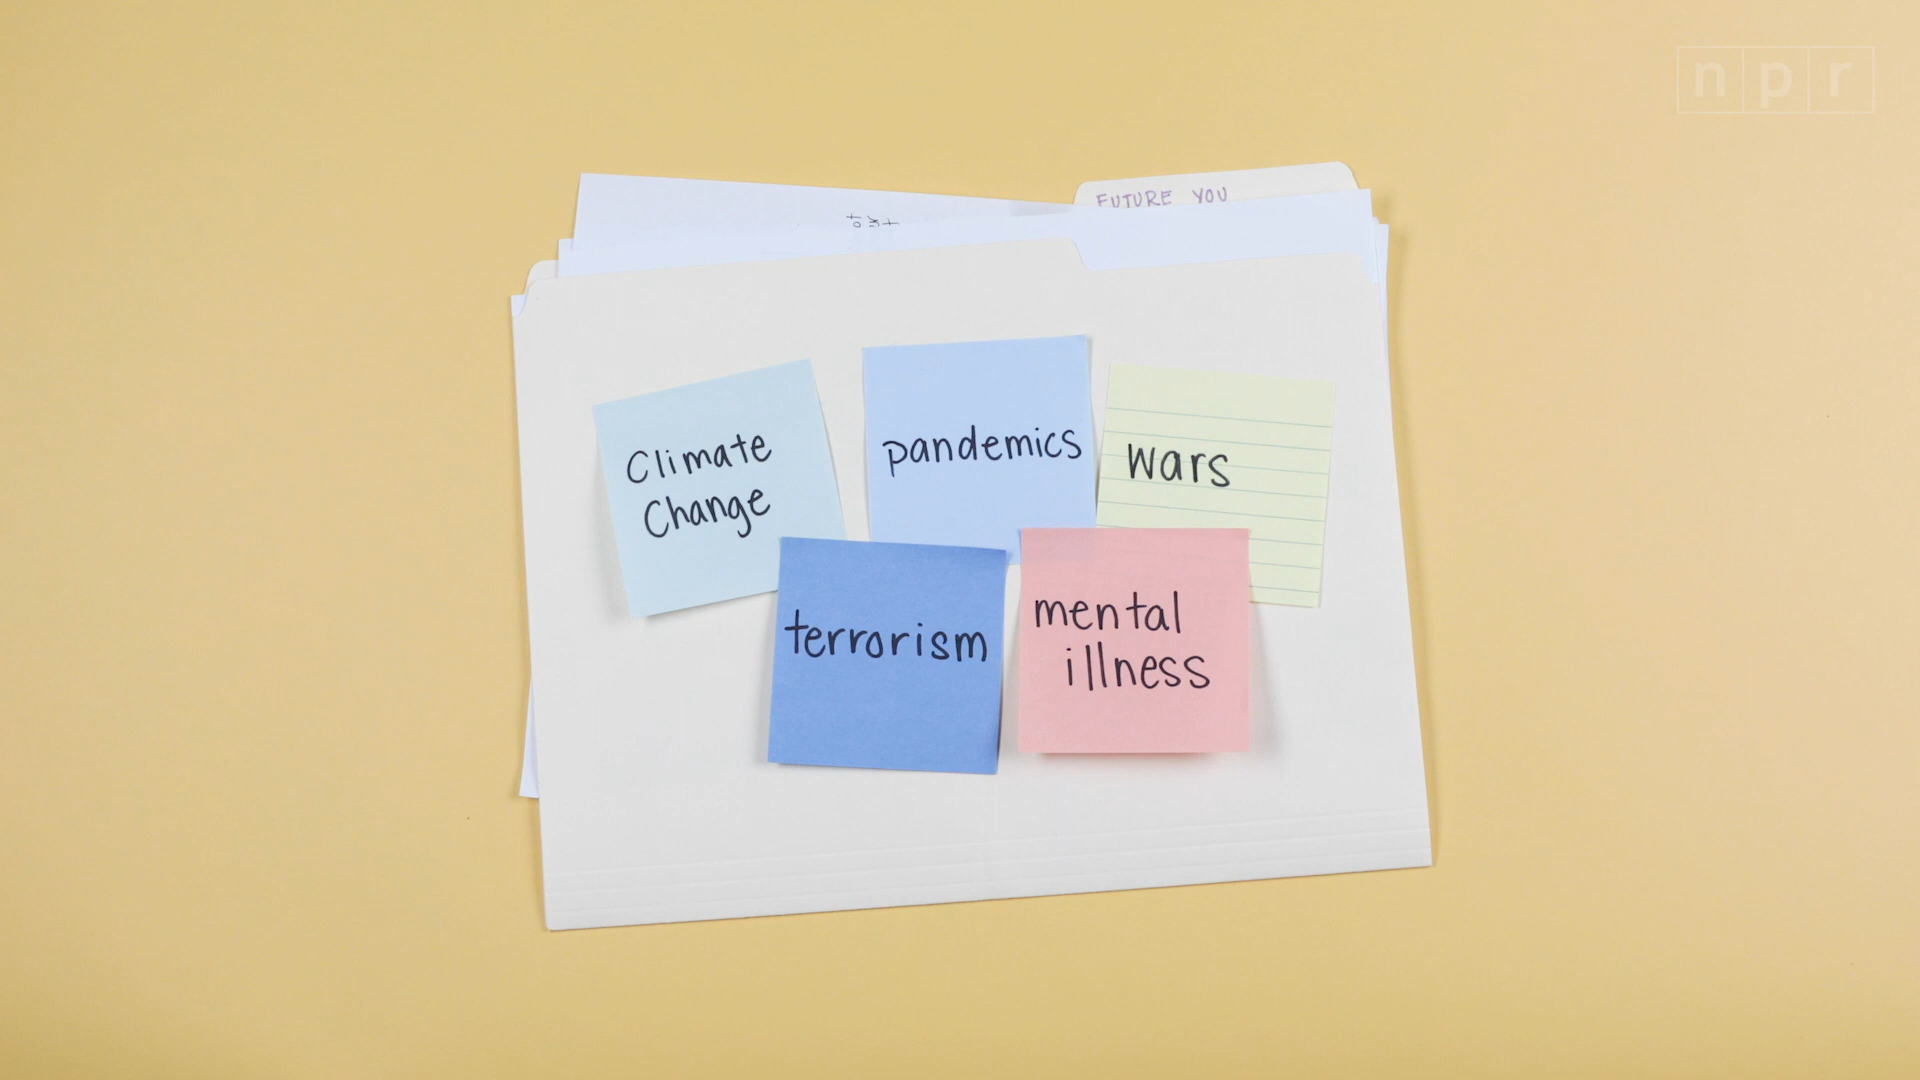 npr
FUTURE YOU
Climate
Change
pandemics
wars
terrorism
mental
illness